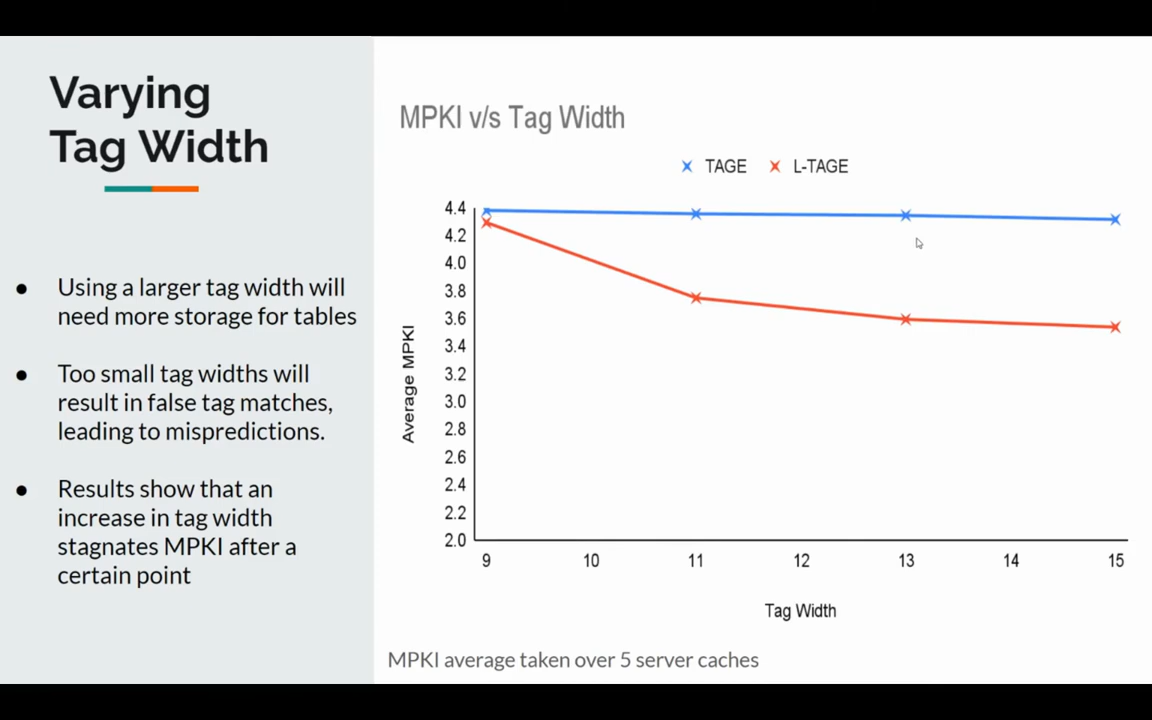 Varying
Tag Width
● Using a larger tag width will
need more storage for tables
● Too small tag widths will
result in false tag matches,
leading to mispredictions.
● Results show that an
increase in tag width
stagnates MPKI after a
certain point
MPKI v/s Tag Width
TAGE L-TAGE
4.4
4.2
4.0
3.8
3.6
3.4
3.2
3.0
2.8
2.6
2.4
2.2
2.0
Average MPKI
9 10 11 12 13 14 15
Tag Width
MPKI average taken over 5 server caches